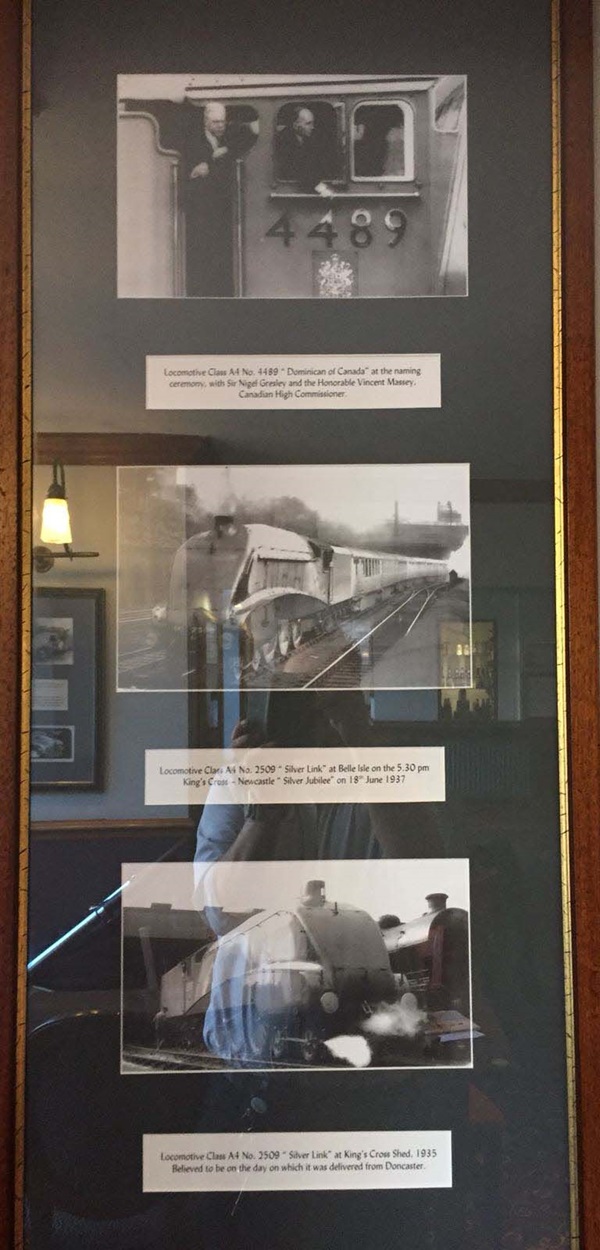 4489
Locomotive Class A4 No. 4489 " Dominican of Canada" at the naming
ceremony, with Sir Nigel Gresley and the Honorable Vincent Massey,
Canadian High Commissioner.
Locomotive Class A4 No. 2509 " Silver Link" at Belle Isle on the 5.30 pm
King's Cross - Newcastle " Silver Jubilee" on 18th June 1937
Locomotive Class A4 No. 2509 " Silver Link" at King's Cross Shed, 1935
Believed to be on the day on which it was delivered from Doncaster.